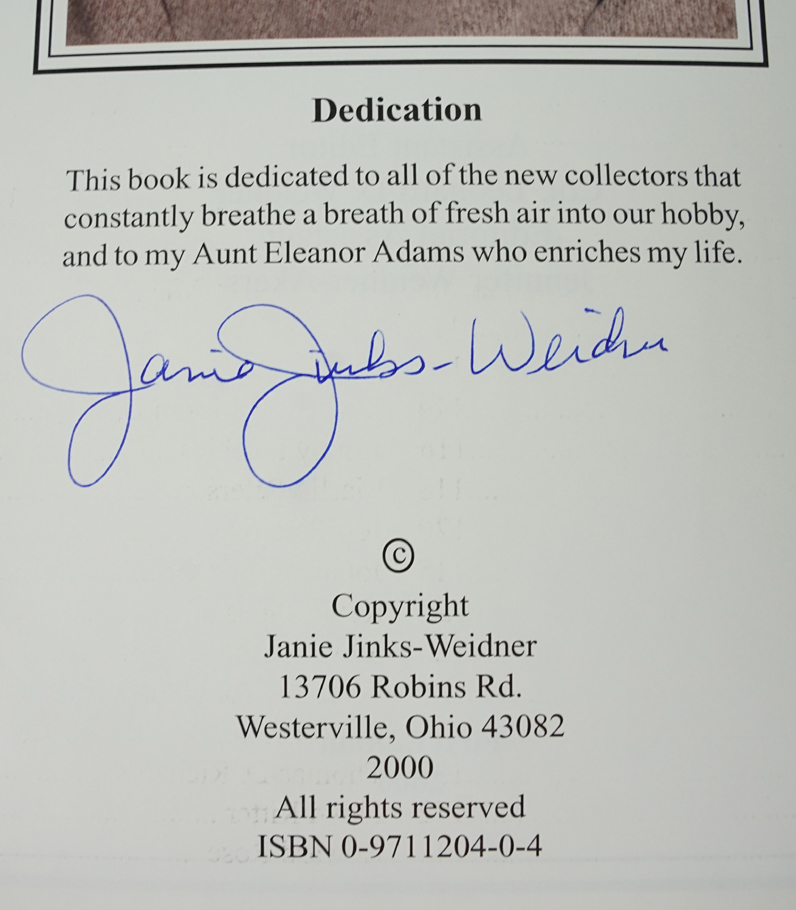 Dedication
This book is dedicated to all of the new collectors that
constantly breathe a breath of fresh air into our hobby,
and to my Aunt Eleanor Adams who enriches my life.
Janie Jinks-Weidner
©
Copyright
Janie Jinks-Weidner
13706 Robins Rd.
Westerville, Ohio 43082
2000
All rights reserved
ISBN 0-9711204-0-4